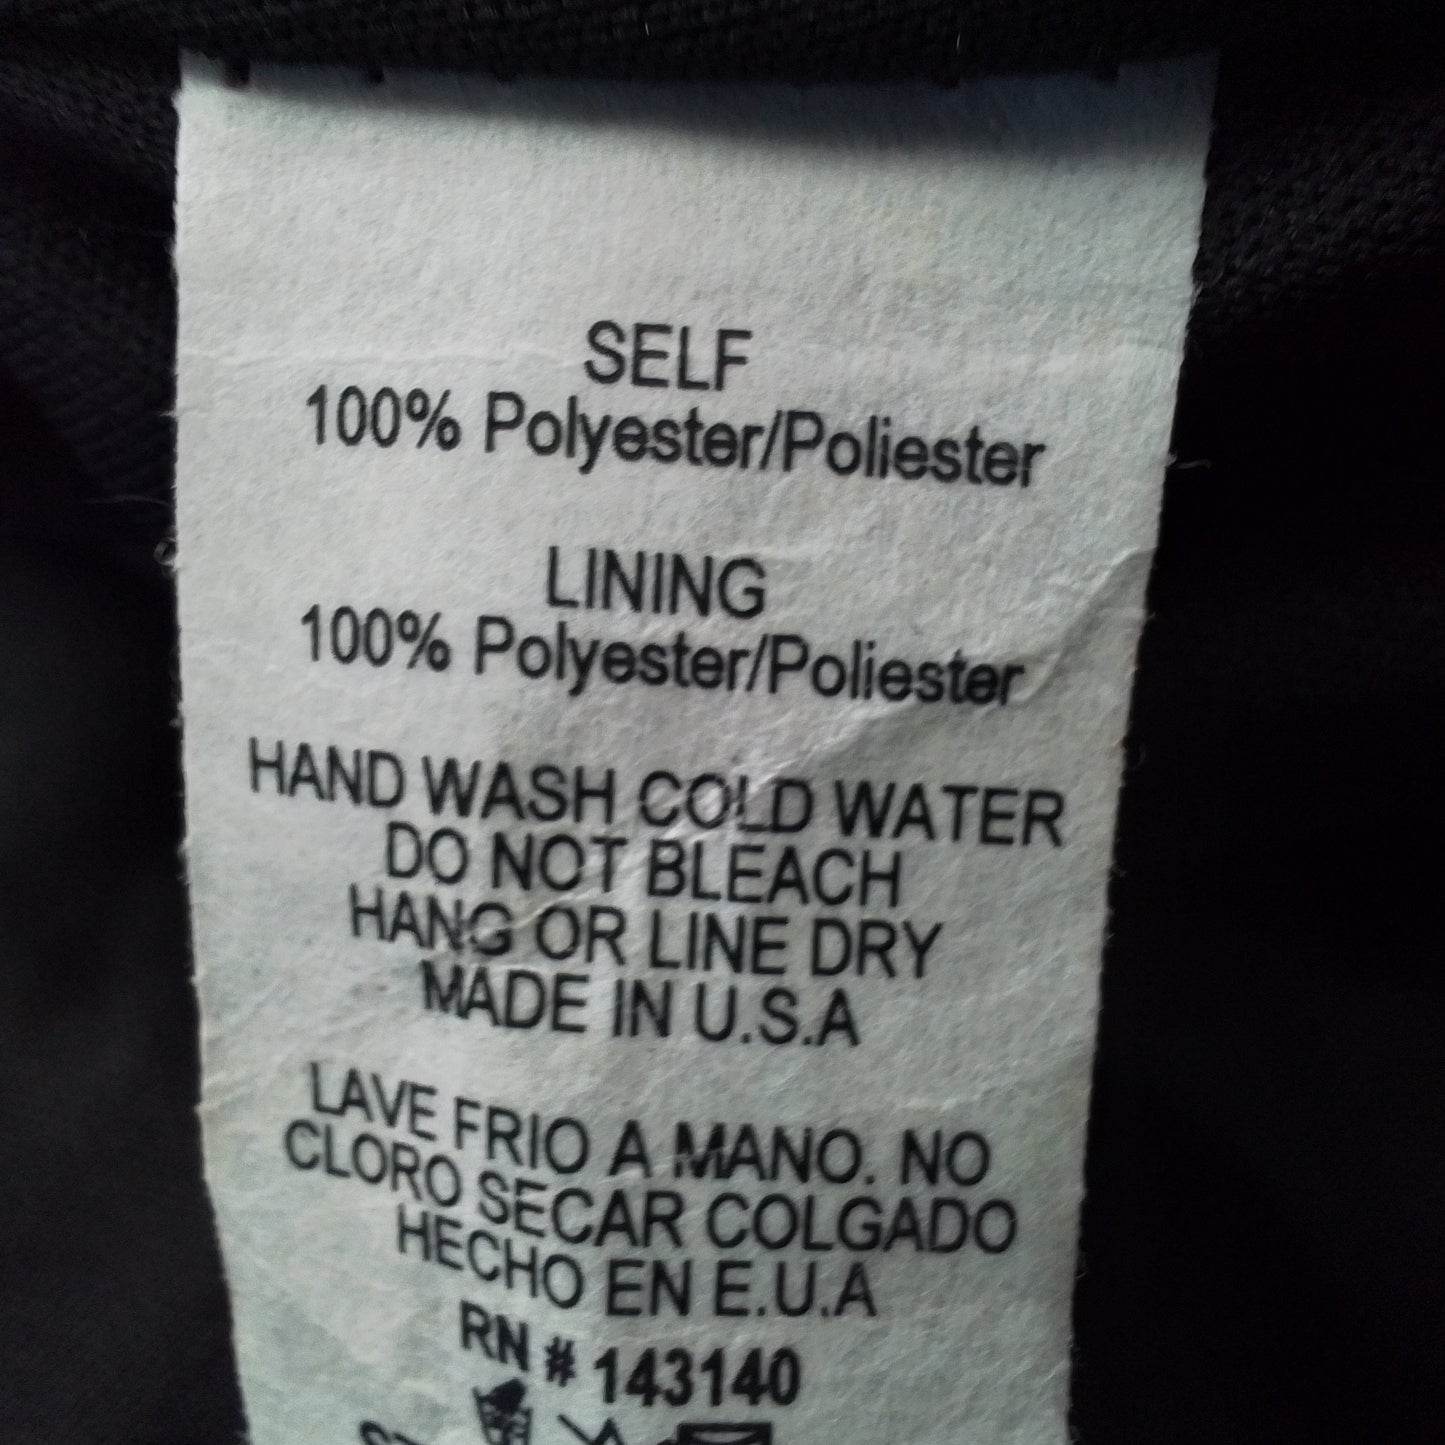 SELF
100% Polyester/Poliester
LINING
100% Polyester/Poliester
HAND WASH COLD WATER
DO NOT BLEACH
HANG OR LINE DRY
MADE IN U.S.A
LAVE FRIO A MANO. NO
CLORO SECAR COLGADO
HECHO EN E.U.A
RN # 143140